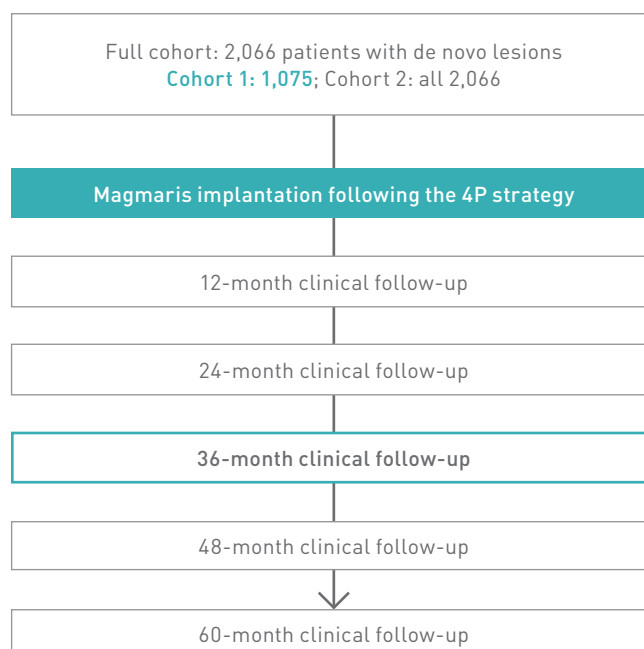 Full cohort: 2,066 patients with de novo lesions
Cohort 1: 1,075; Cohort 2: all 2,066
Magmaris implantation following the 4P strategy
12-month clinical follow-up
24-month clinical follow-up
36-month clinical follow-up
48-month clinical follow-up
60-month clinical follow-up